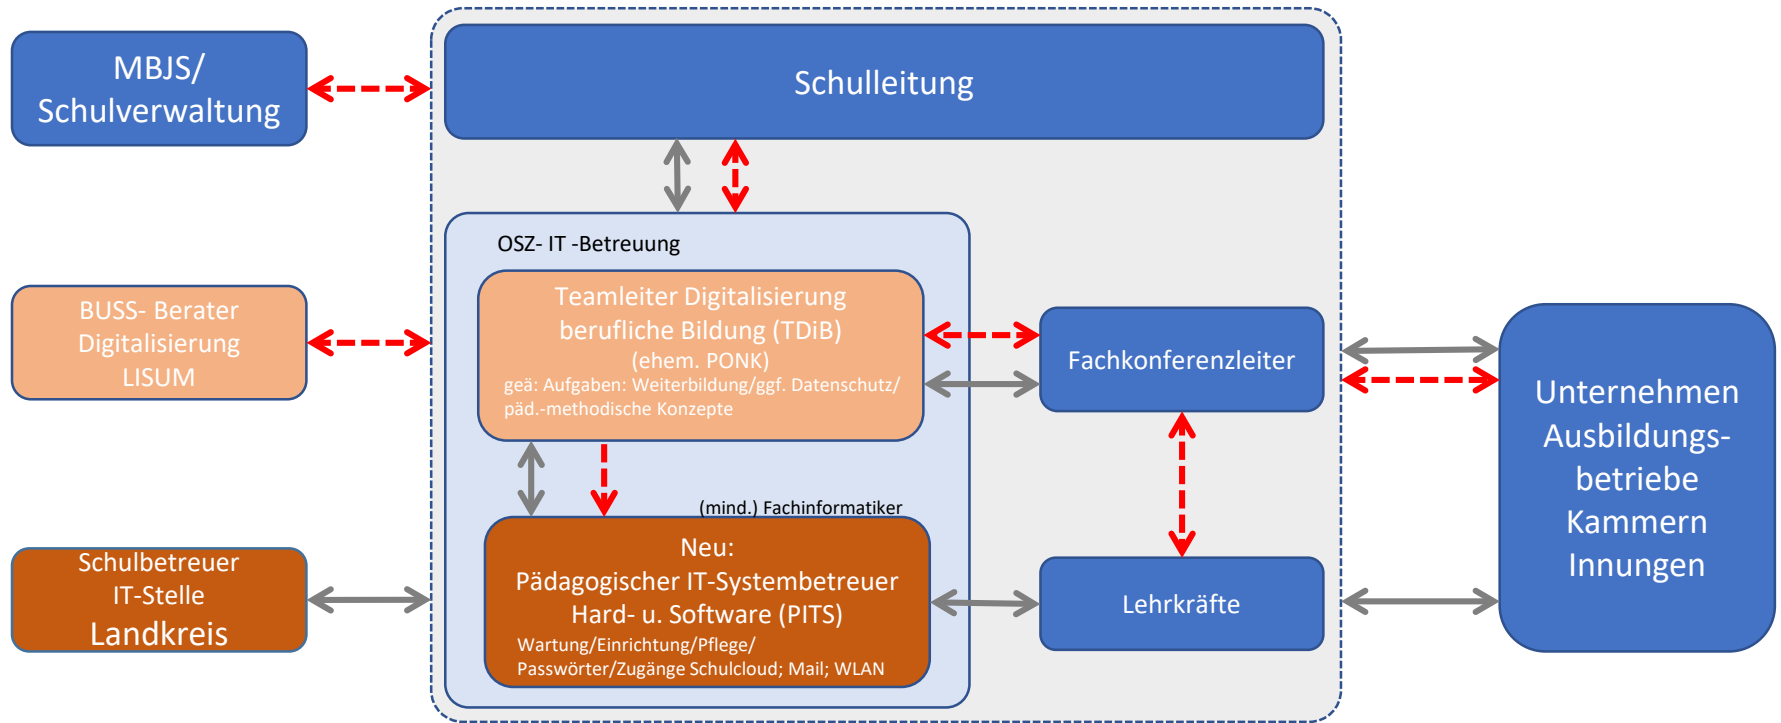 MBJS/
Schulverwaltung
Schulleitung
OSZ- IT -Betreuung
BUSS- Berater
Digitalisierung
LISUM
Teamleiter Digitalisierung
berufliche Bildung (TDiB)
(ehem. PONK)
geä: Aufgaben: Weiterbildung/ggf. Datenschutz/
päd.-methodische Konzepte
Fachkonferenzleiter
Unternehmen
Ausbildungs-
betriebe
Kammern
Innungen
(mind.) Fachinformatiker
Schulbetreuer
IT-Stelle
Landkreis
Neu:
Pädagogischer IT-Systembetreuer
Hard- u. Software (PITS)
Wartung/Einrichtung/Pflege/
Passwörter/Zugänge Schulcloud; Mail; WLAN
Lehrkräfte